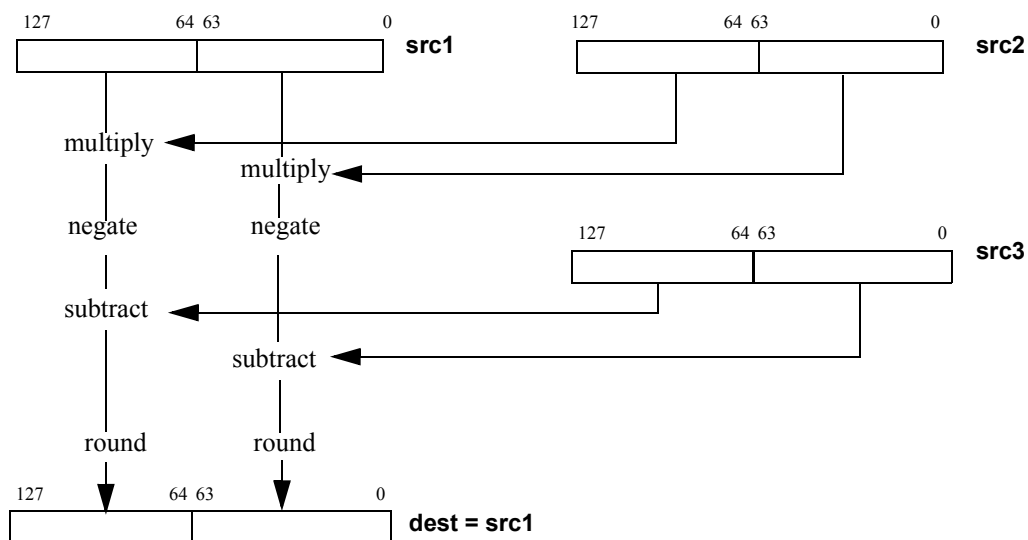 127 64 63 0 src1
127 64 63 0 src2
multiply
multiply
negate negate
127 64 63 0 src3
subtract
subtract
round round
127 64 63 0
dest = src1